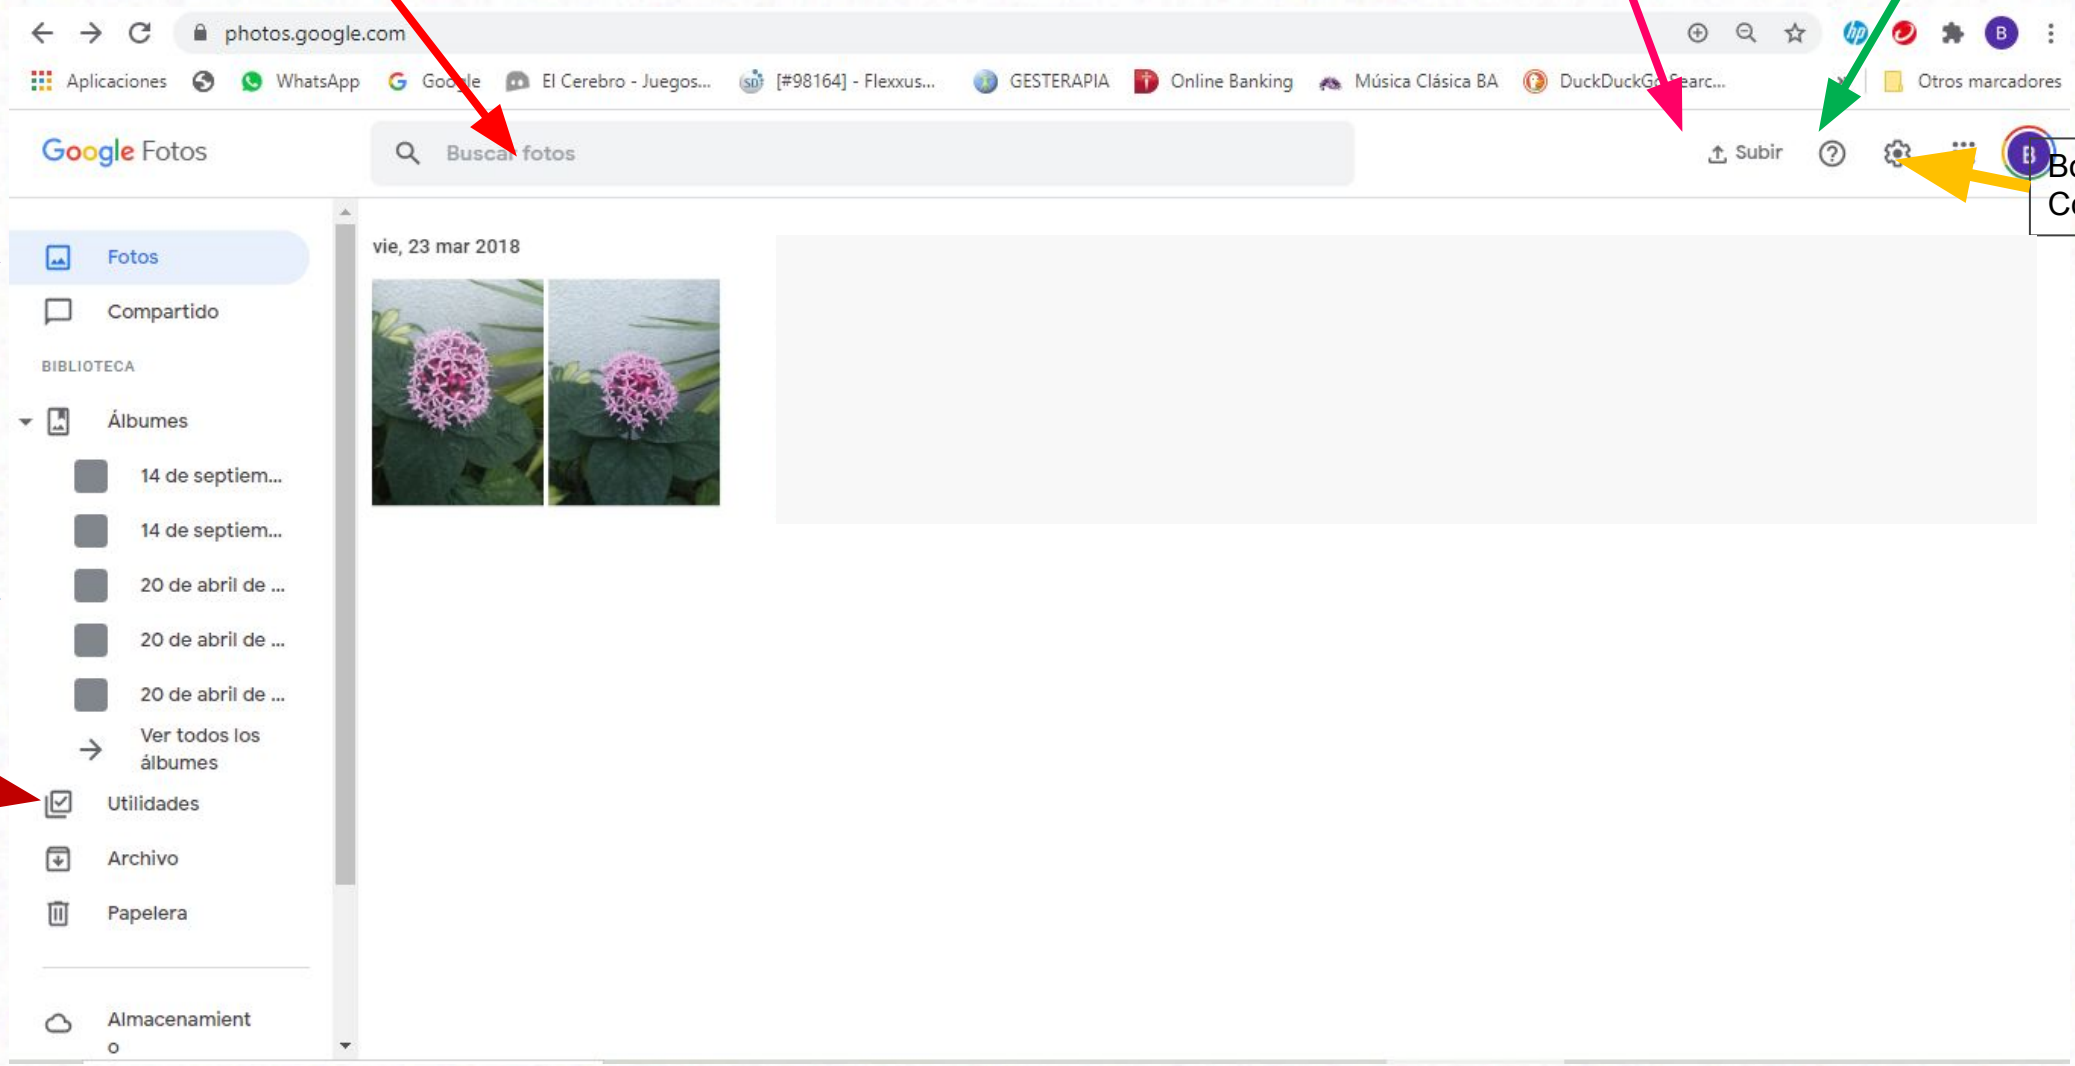 photos.google.com
Aplicaciones
WhatsApp
Google
El Cerebro - Juegos...
[#98164] - Flexxus...
GESTERAPIA
Online Banking
Música Clásica BA
DuckDuckGo Searc...
»
Otros marcadores
Google Fotos
Buscar fotos
Subir
B
Fotos
Compartido
BIBLIOTECA
Álbumes
14 de septiem...
14 de septiem...
20 de abril de ...
20 de abril de ...
20 de abril de ...
Ver todos los
álbumes
Utilidades
Archivo
Papelera
Almacenamient
o
vie, 23 mar 2018